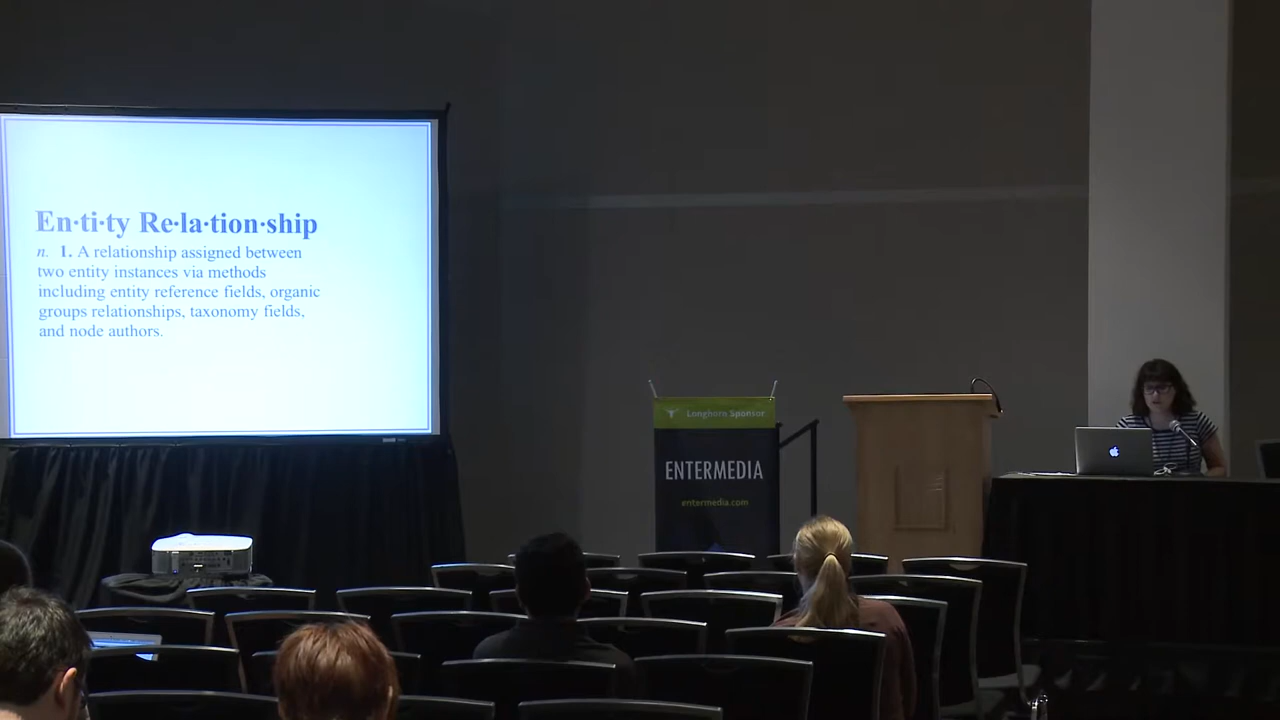 En·ti·ty Re·la·tion·ship
n. 1. A relationship assigned between
two entity instances via methods
including entity reference fields, organic
groups relationships, taxonomy fields,
and node authors.
Longhorn Sponsor
ENTERMEDIA
entermedia.com